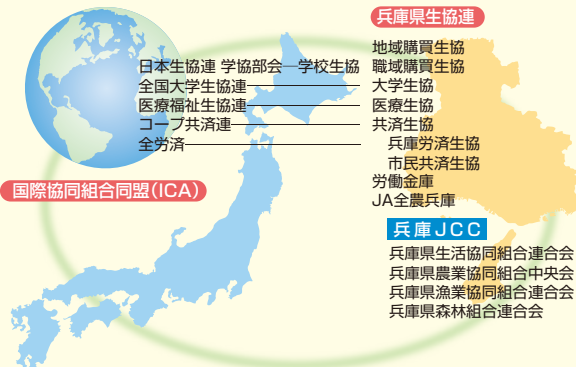 兵庫県生協連
地域購買生協
日本生協連 学協部会―学校生協
職域購買生協
全国大学生協連
大学生協
医療福祉生協連
医療生協
コープ共済連
共済生協
全労済
兵庫労済生協
市民共済生協
労働金庫
JA全農兵庫
国際協同組合同盟(ICA)
兵庫JCC
兵庫県生活協同組合連合会
兵庫県農業協同組合中央会
兵庫県漁業協同組合連合会
兵庫県森林組合連合会